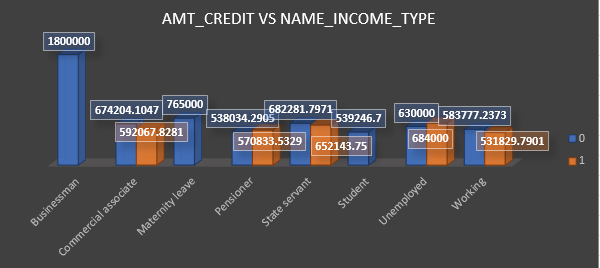 AMT_CREDIT VS NAME_INCOME_TYPE
1800000
674204.1047
592067.8281
765000
538034.2905
570833.5329
682281.7971
652143.75
539246.7
630000
684000
583777.2373
531829.7901
0
1
Businessman
Commercial associate
Maternity leave
Pensioner
State servant
Student
Unemployed
Working